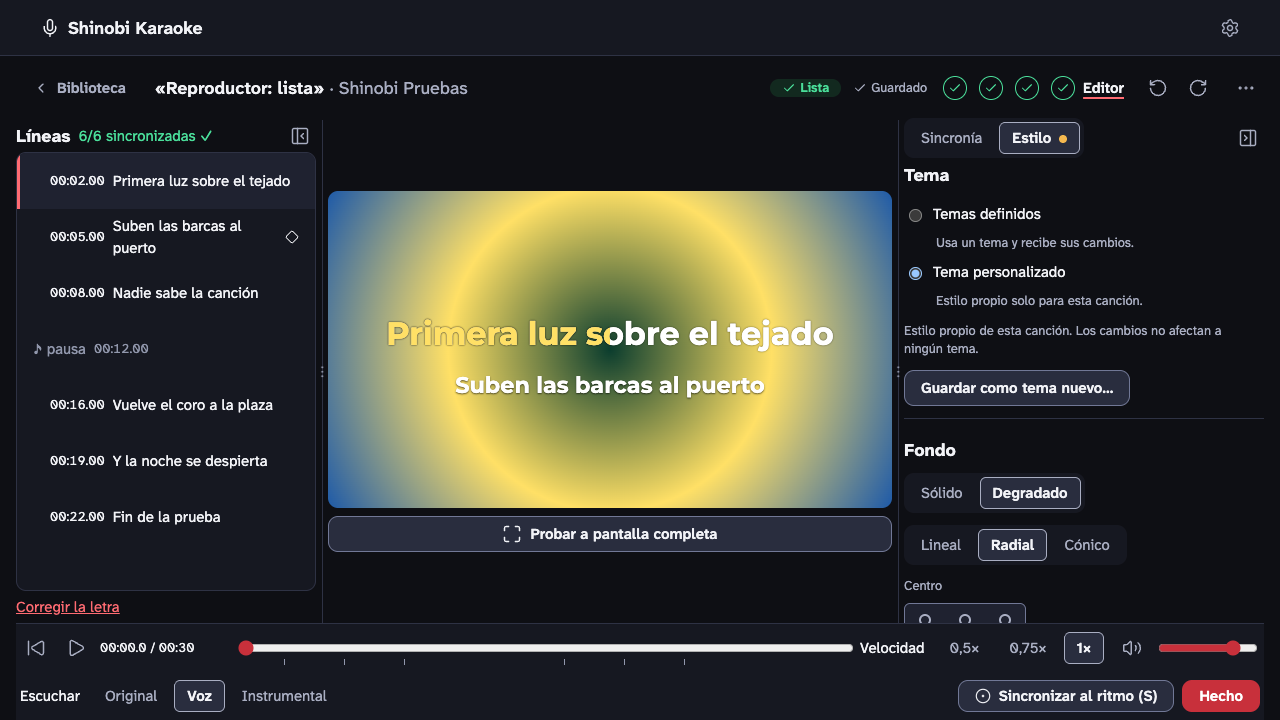 Shinobi Karaoke
Biblioteca
«Reproductor: lista» · Shinobi Pruebas
Lista
Guardado
Editor
Líneas 6/6 sincronizadas
00:02.00 Primera luz sobre el tejado
00:05.00 Suben las barcas al
puerto
00:08.00 Nadie sabe la canción
pausa 00:12.00
00:16.00 Vuelve el coro a la plaza
00:19.00 Y la noche se despierta
00:22.00 Fin de la prueba
Corregir la letra
Primera luz sobre el tejado
Suben las barcas al puerto
Probar a pantalla completa
Sincronía Estilo
Tema
Temas definidos
Usa un tema y recibe sus cambios.
Tema personalizado
Estilo propio solo para esta canción.
Estilo propio de esta canción. Los cambios no afectan a
ningún tema.
Guardar como tema nuevo...
Fondo
Sólido Degradado
Lineal Radial Cónico
Centro
00:00.0 / 00:30
Velocidad 0,5× 0,75× 1×
Escuchar Original Voz Instrumental
Sincronizar al ritmo (S) Hecho